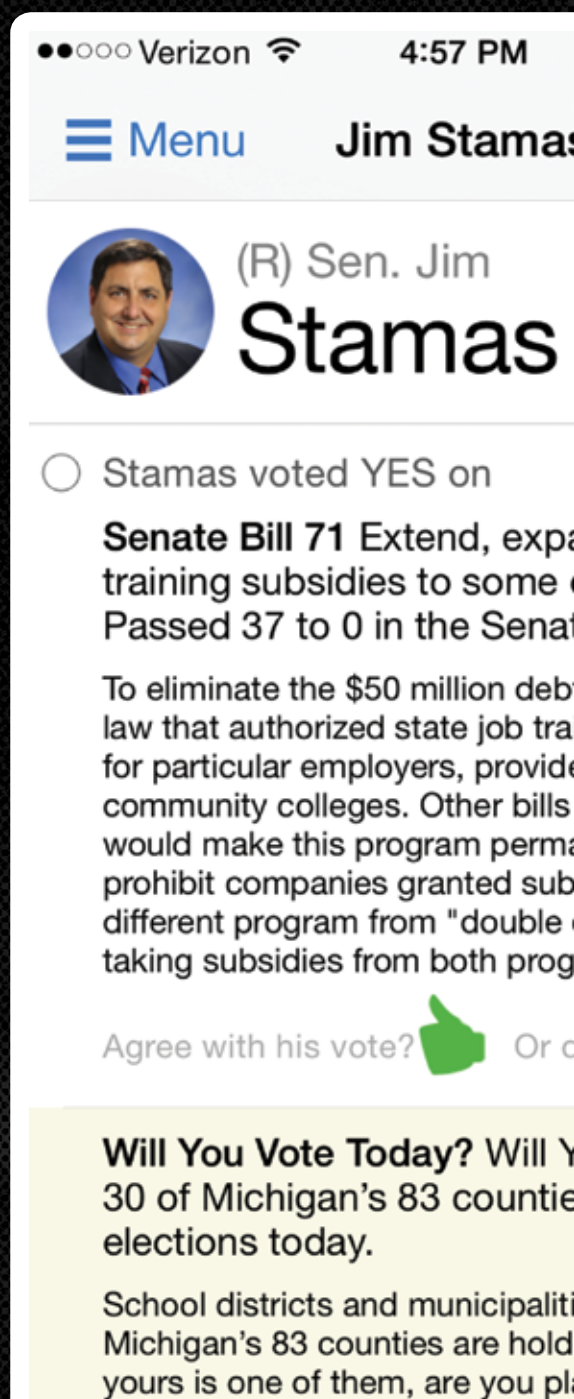 Verizon 4:57 PM
Menu Jim Stamas
(R) Sen. Jim
Stamas
Stamas voted YES on
Senate Bill 71 Extend, expa
training subsidies to some
Passed 37 to 0 in the Senat
To eliminate the $50 million deb
law that authorized state job tra
for particular employers, provide
community colleges. Other bills
would make this program perma
prohibit companies granted sub
different program from "double
taking subsidies from both prog
Agree with his vote? Or
Will You Vote Today? Will Y
30 of Michigan's 83 countie
elections today.
School districts and municipaliti
Michigan's 83 counties are hold
yours is one of them, are you pla